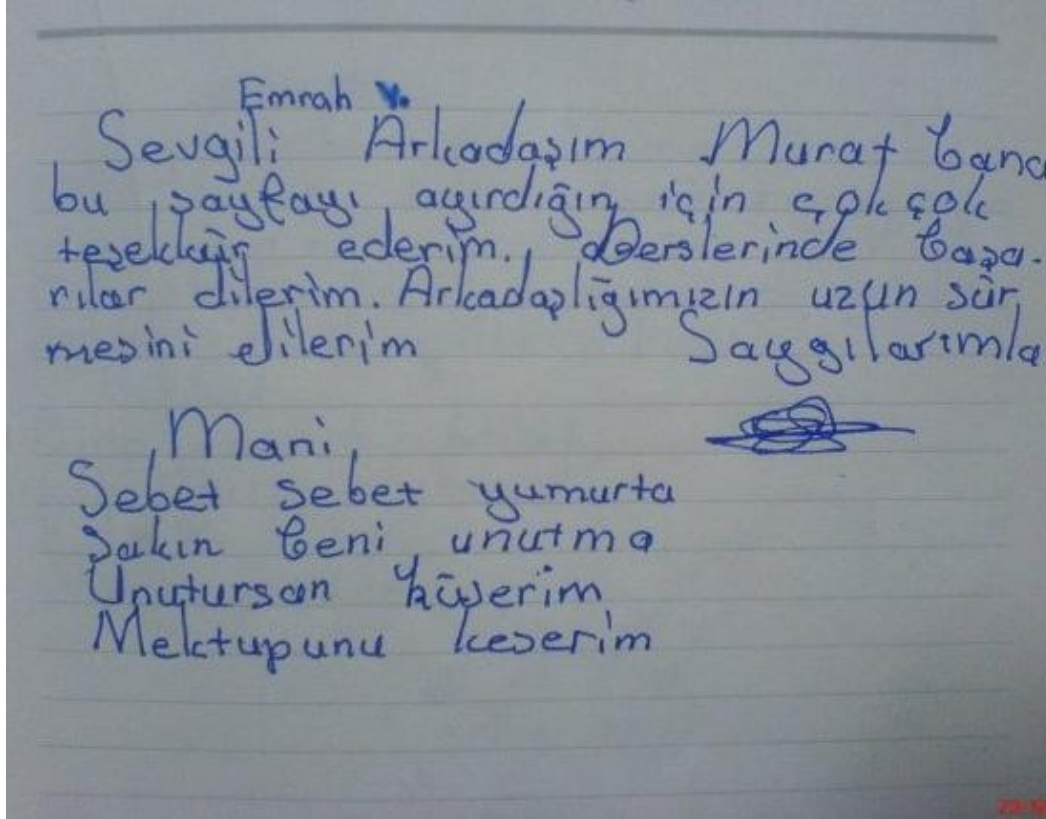 Emrah Y.
Sevgili Arkadaşım Murat bana
bu sayfayı ayırdığın için çok çok
teşekkür ederim. Derslerinde başa-
rılar dilerim. Arkadaşlığımızın uzun sür
mesini dilerim Saygılarımla
Mani
Sebet sebet yumurta
Sakın beni unutma
Unutursan küserim
Mektupunu keserim